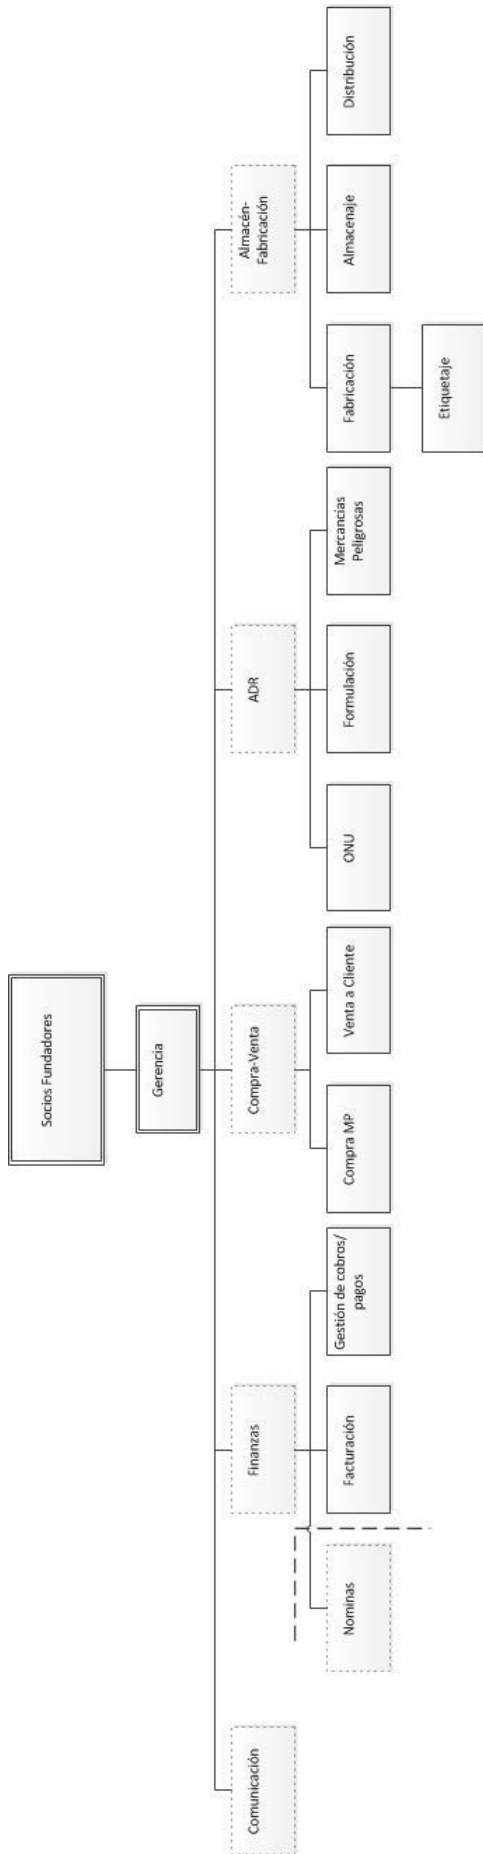 Socios Fundadores
Gerencia
Comunicación
Finanzas
Compra-Venta
ADR
Almacén-
Fabricación
Nominas
Facturación
Gestión de cobros/
pagos
Compra MP
Venta a Cliente
ONU
Formulación
Mercancias
Peligrosas
Fabricación
Almacenaje
Distribución
Etiquetaje